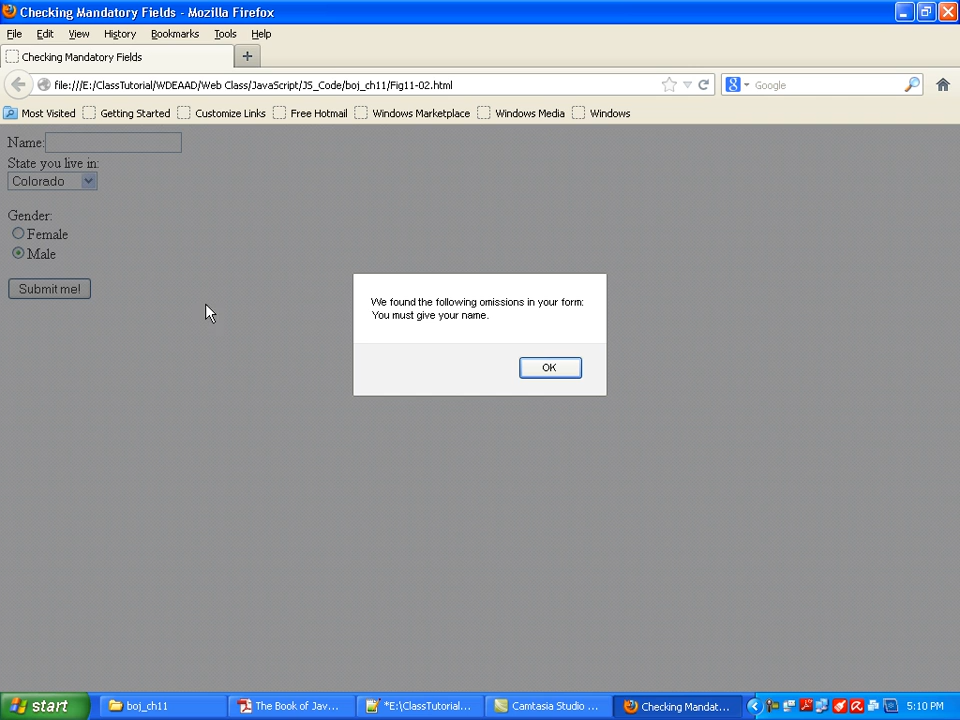 Checking Mandatory Fields - Mozilla Firefox
File Edit View History Bookmarks Tools Help
Checking Mandatory Fields
file:///E:/ClassTutorial/WDEAAD/Web Class/JavaScript/JS_Code/boj_ch11/Fig11-02.html
Google
Most Visited Getting Started Customize Links Free Hotmail Windows Marketplace Windows Media Windows
Name:
State you live in:
Colorado
Gender:
Female
Male
Submit me!
We found the following omissions in your form:
You must give your name.
OK
start boj_ch11 The Book of Jav... *E:\ClassTutorial... Camtasia Studio ... Checking Mandat... 5:10 PM